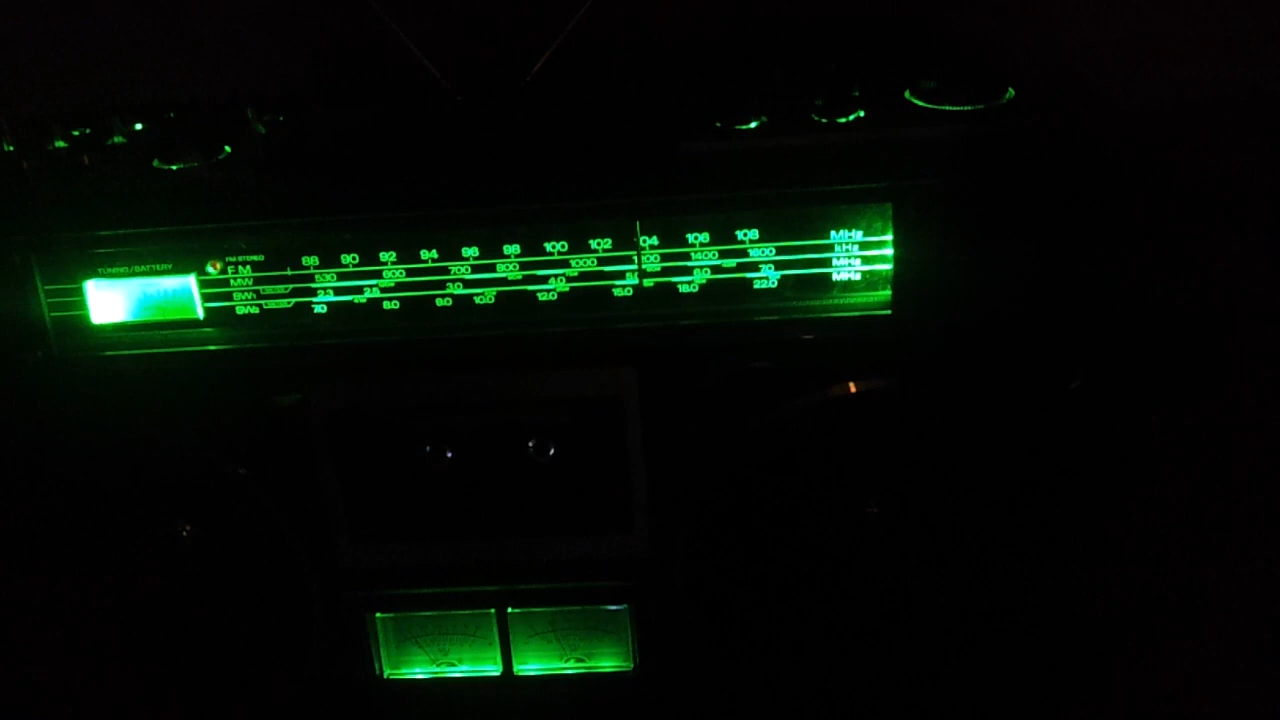 TUNING/BATTERY
FM STEREO
FM 88 90 92 94 96 98 100 102 104 106 108 MHz
MW 530 600 700 800 1000 1400 1600 kHz
SW1 2.3 2.5 3.0 4.0 6.0 7.0 MHz
SW2 7.0 8.0 9.0 10.0 12.0 15.0 18.0 22.0 MHz